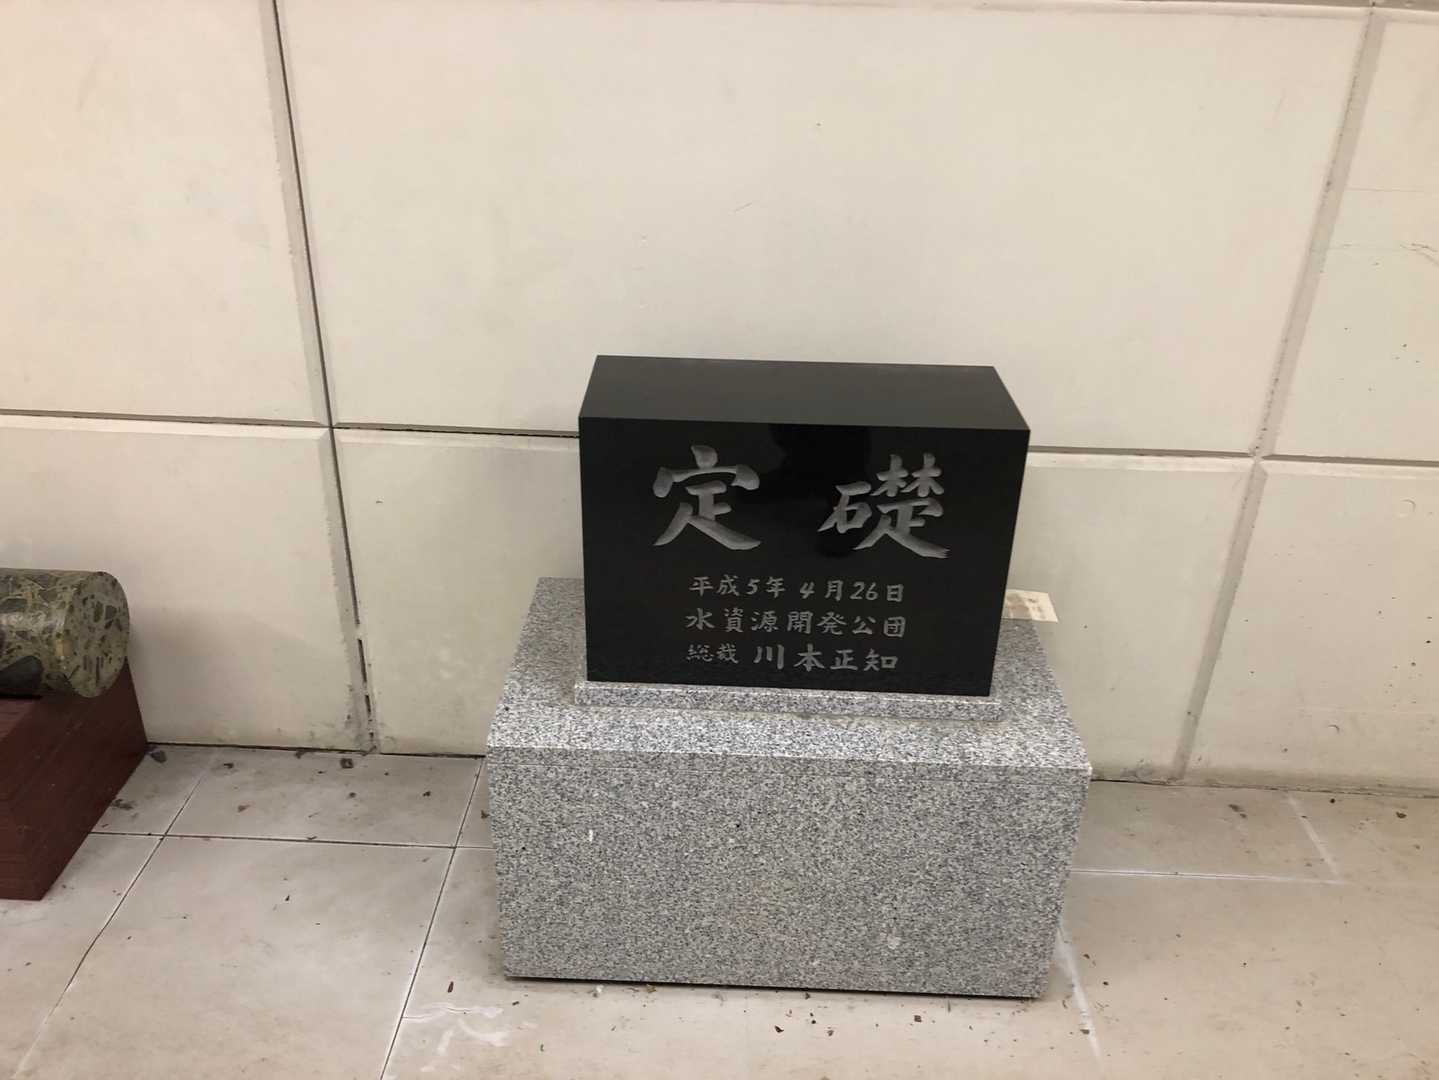 定礎
平成5年4月26日
水資源開発公団
総裁 川本正知